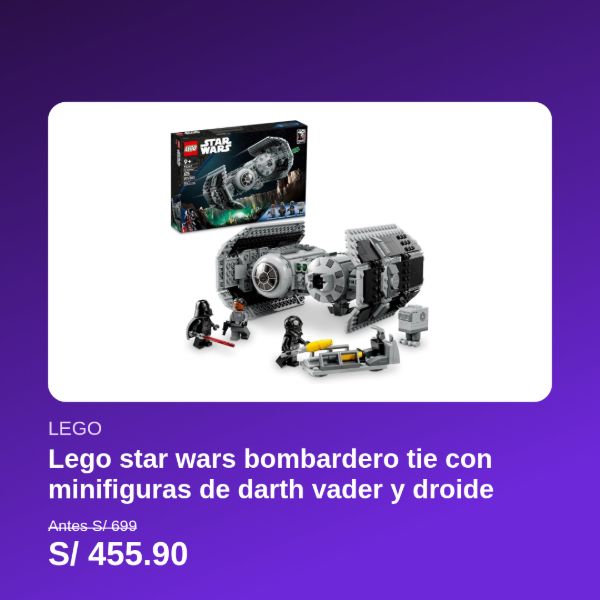 LEGO
STAR
WARS
9+
LEGO
Lego star wars bombardero tie con
minifiguras de darth vader y droide
Antes S/ 699
S/ 455.90